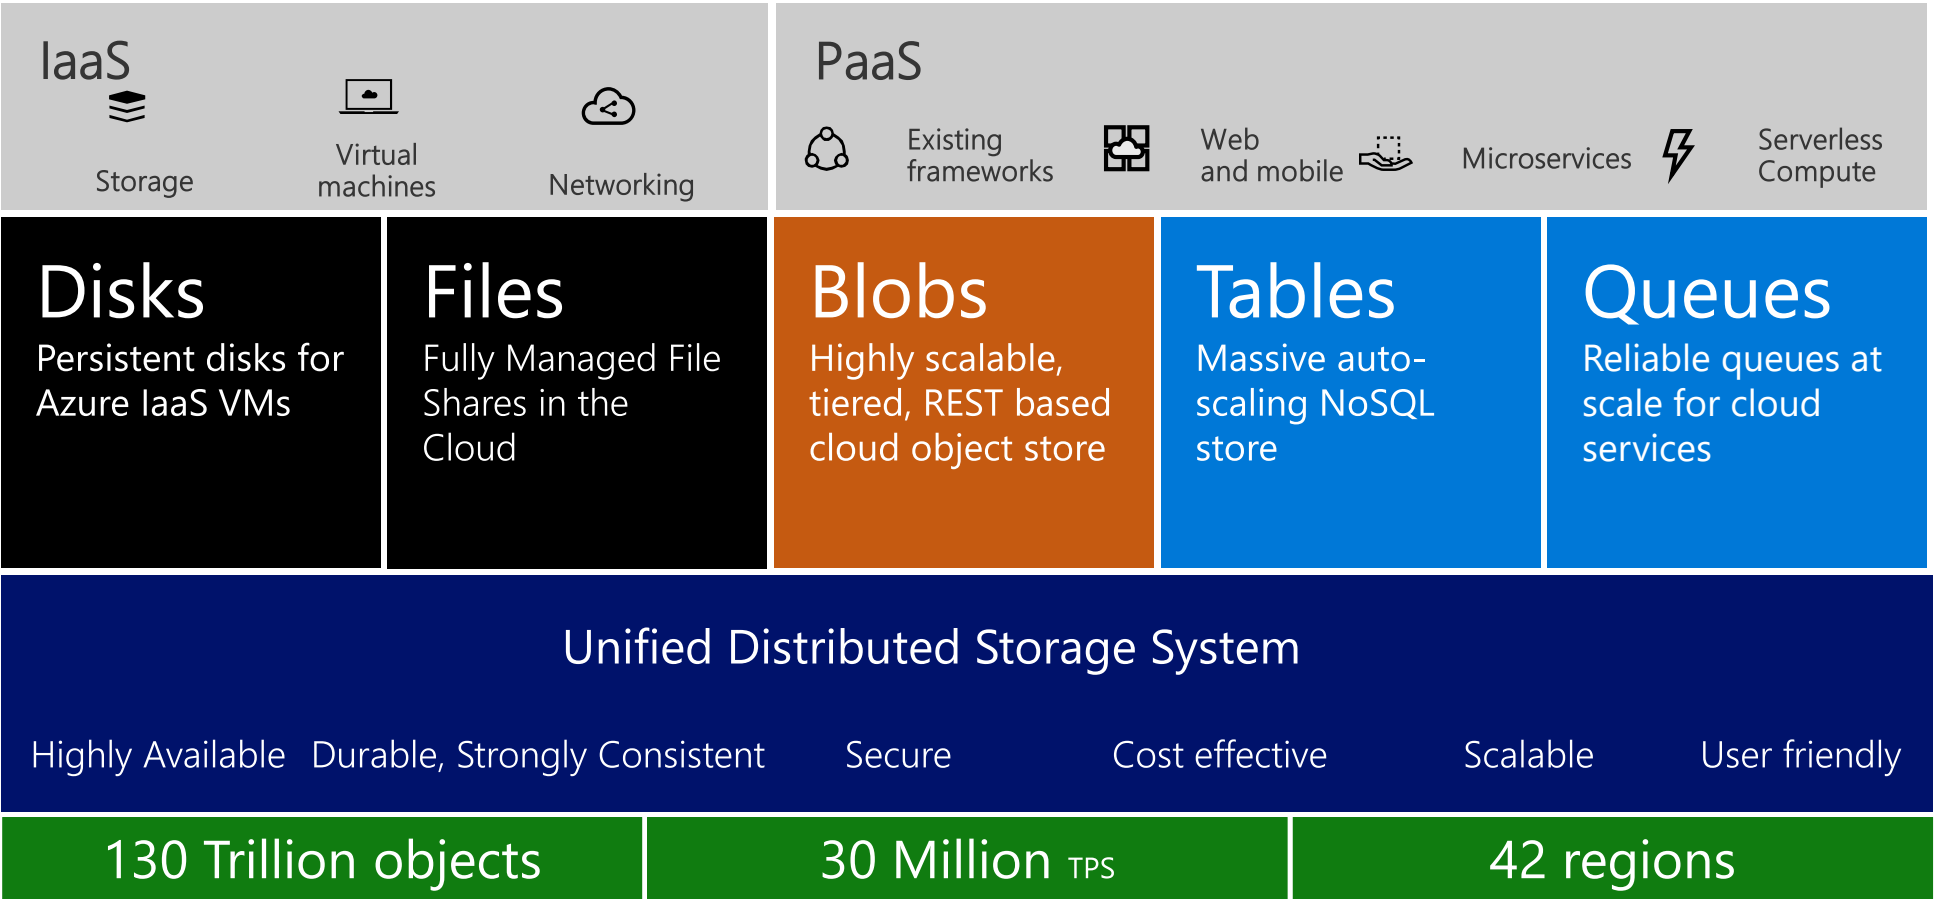 IaaS
Storage
Virtual
machines
Networking
PaaS
Existing
frameworks
Web
and mobile
Microservices
Serverless
Compute
Disks
Persistent disks for
Azure IaaS VMs
Files
Fully Managed File
Shares in the
Cloud
Blobs
Highly scalable,
tiered, REST based
cloud object store
Tables
Massive auto-
scaling NoSQL
store
Queues
Reliable queues at
scale for cloud
services
Unified Distributed Storage System
Highly Available
Durable, Strongly Consistent
Secure
Cost effective
Scalable
User friendly
130 Trillion objects
30 Million TPS
42 regions